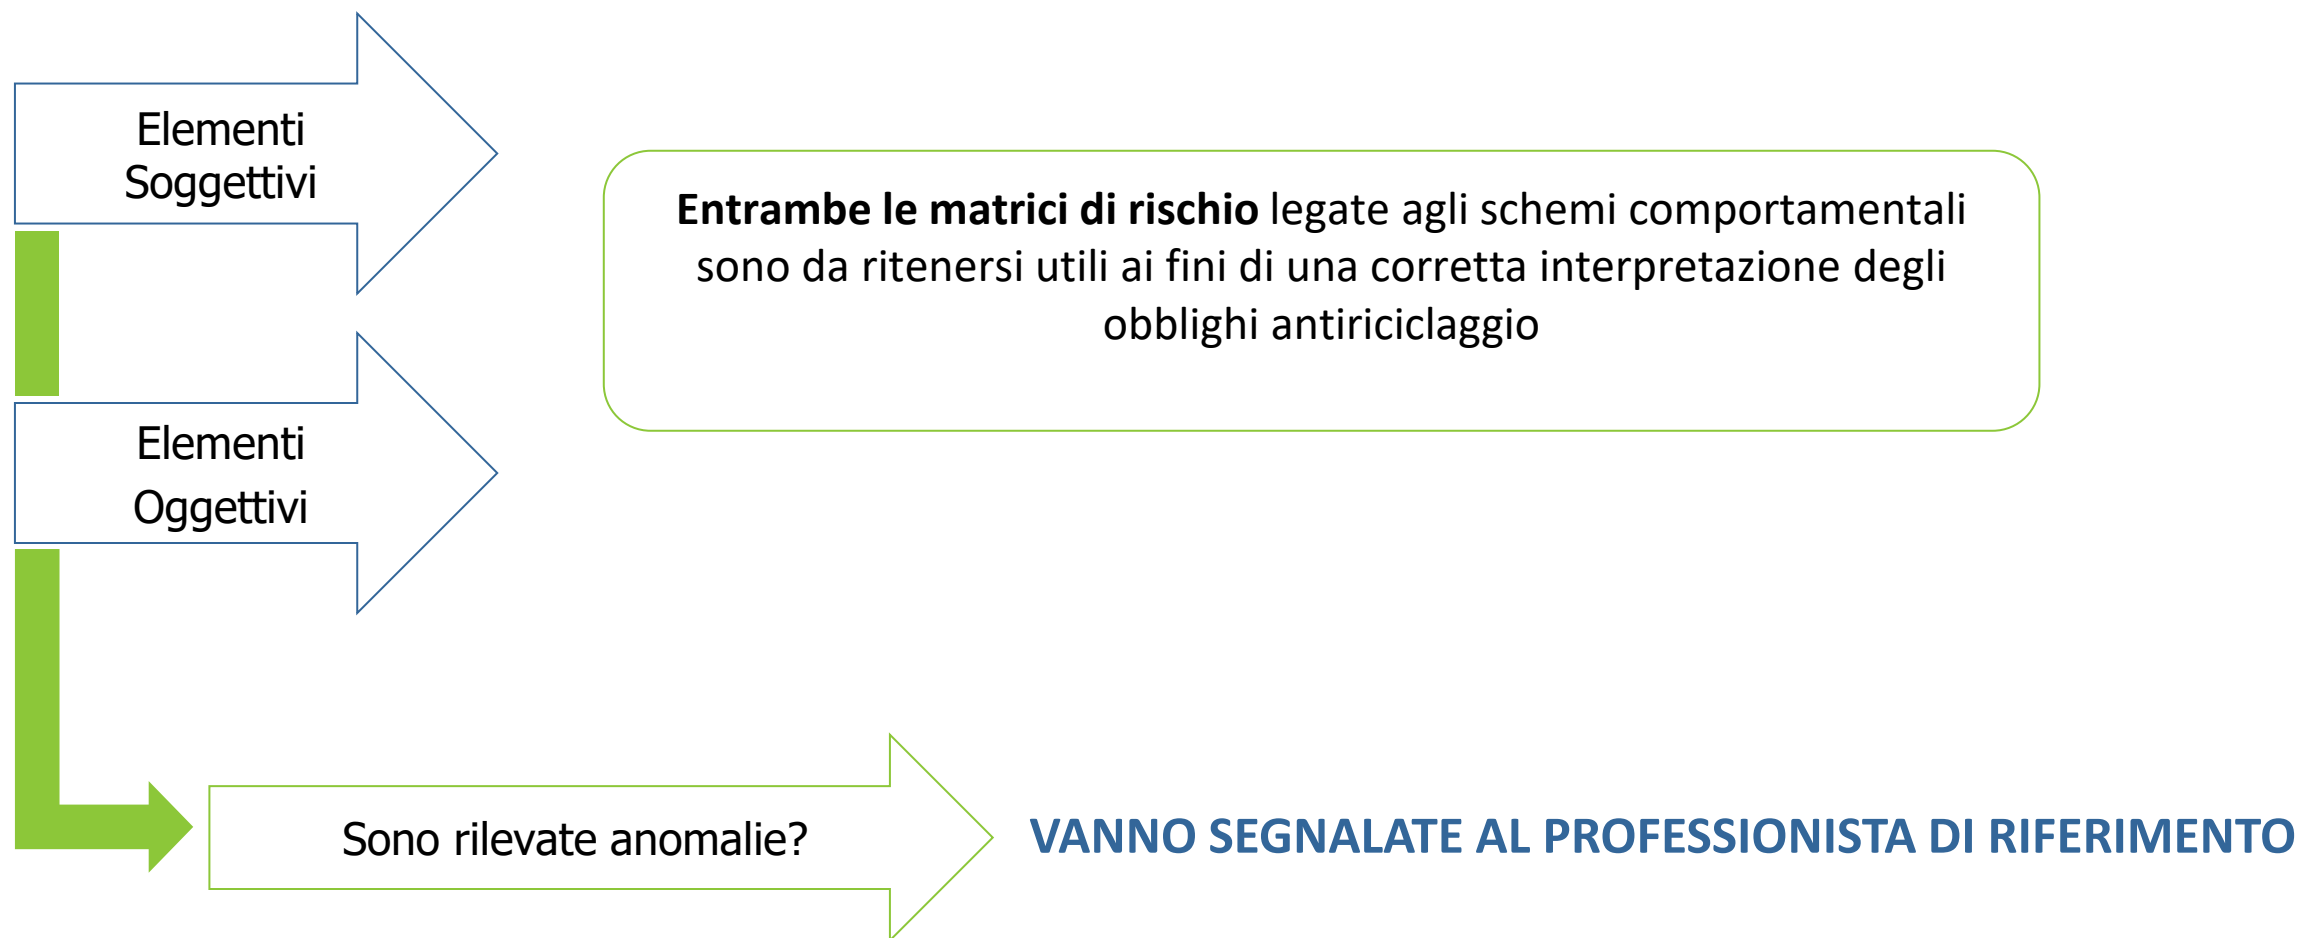 Elementi
Soggettivi
Entrambe le matrici di rischio legate agli schemi comportamentali
sono da ritenersi utili ai fini di una corretta interpretazione degli
obblighi antiriciclaggio
Elementi
Oggettivi
Sono rilevate anomalie?
VANNO SEGNALATE AL PROFESSIONISTA DI RIFERIMENTO